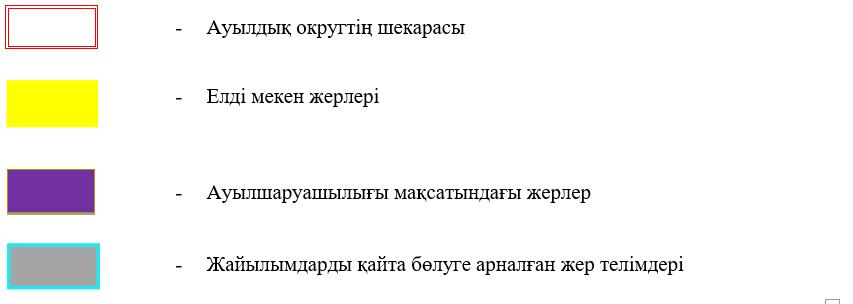 - Ауылдық округтің шекарасы
- Елді мекен жерлері
- Ауылшаруашылығы мақсатындағы жерлер
- Жайылымдарды қайта бөлуге арналған жер телімдері